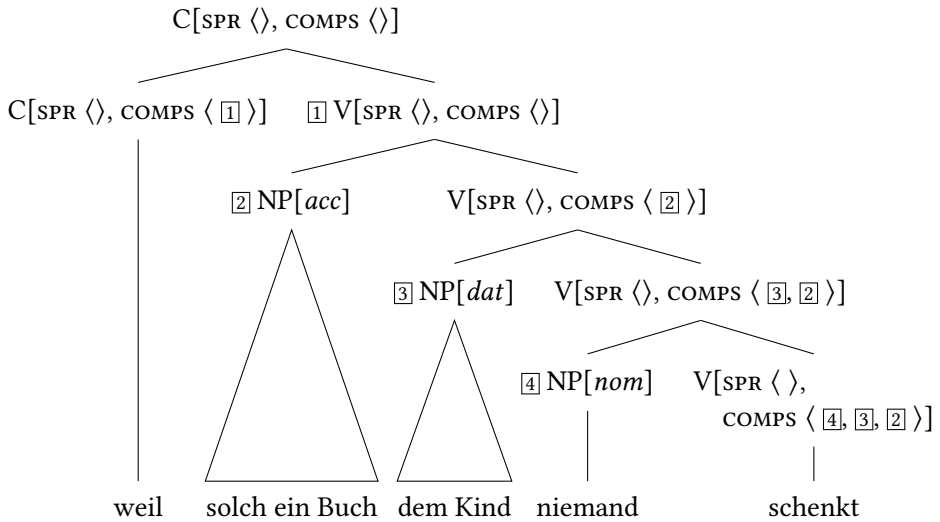 C[SPR ⟨⟩, COMPS ⟨⟩]
C[SPR ⟨⟩, COMPS ⟨ 1 ⟩] 1 V[SPR ⟨⟩, COMPS ⟨⟩]
2 NP[acc] V[SPR ⟨⟩, COMPS ⟨ 2 ⟩]
3 NP[dat] V[SPR ⟨⟩, COMPS ⟨ 3, 2 ⟩]
4 NP[nom] V[SPR ⟨ ⟩,
COMPS ⟨ 4, 3, 2 ⟩]
weil solch ein Buch dem Kind niemand schenkt